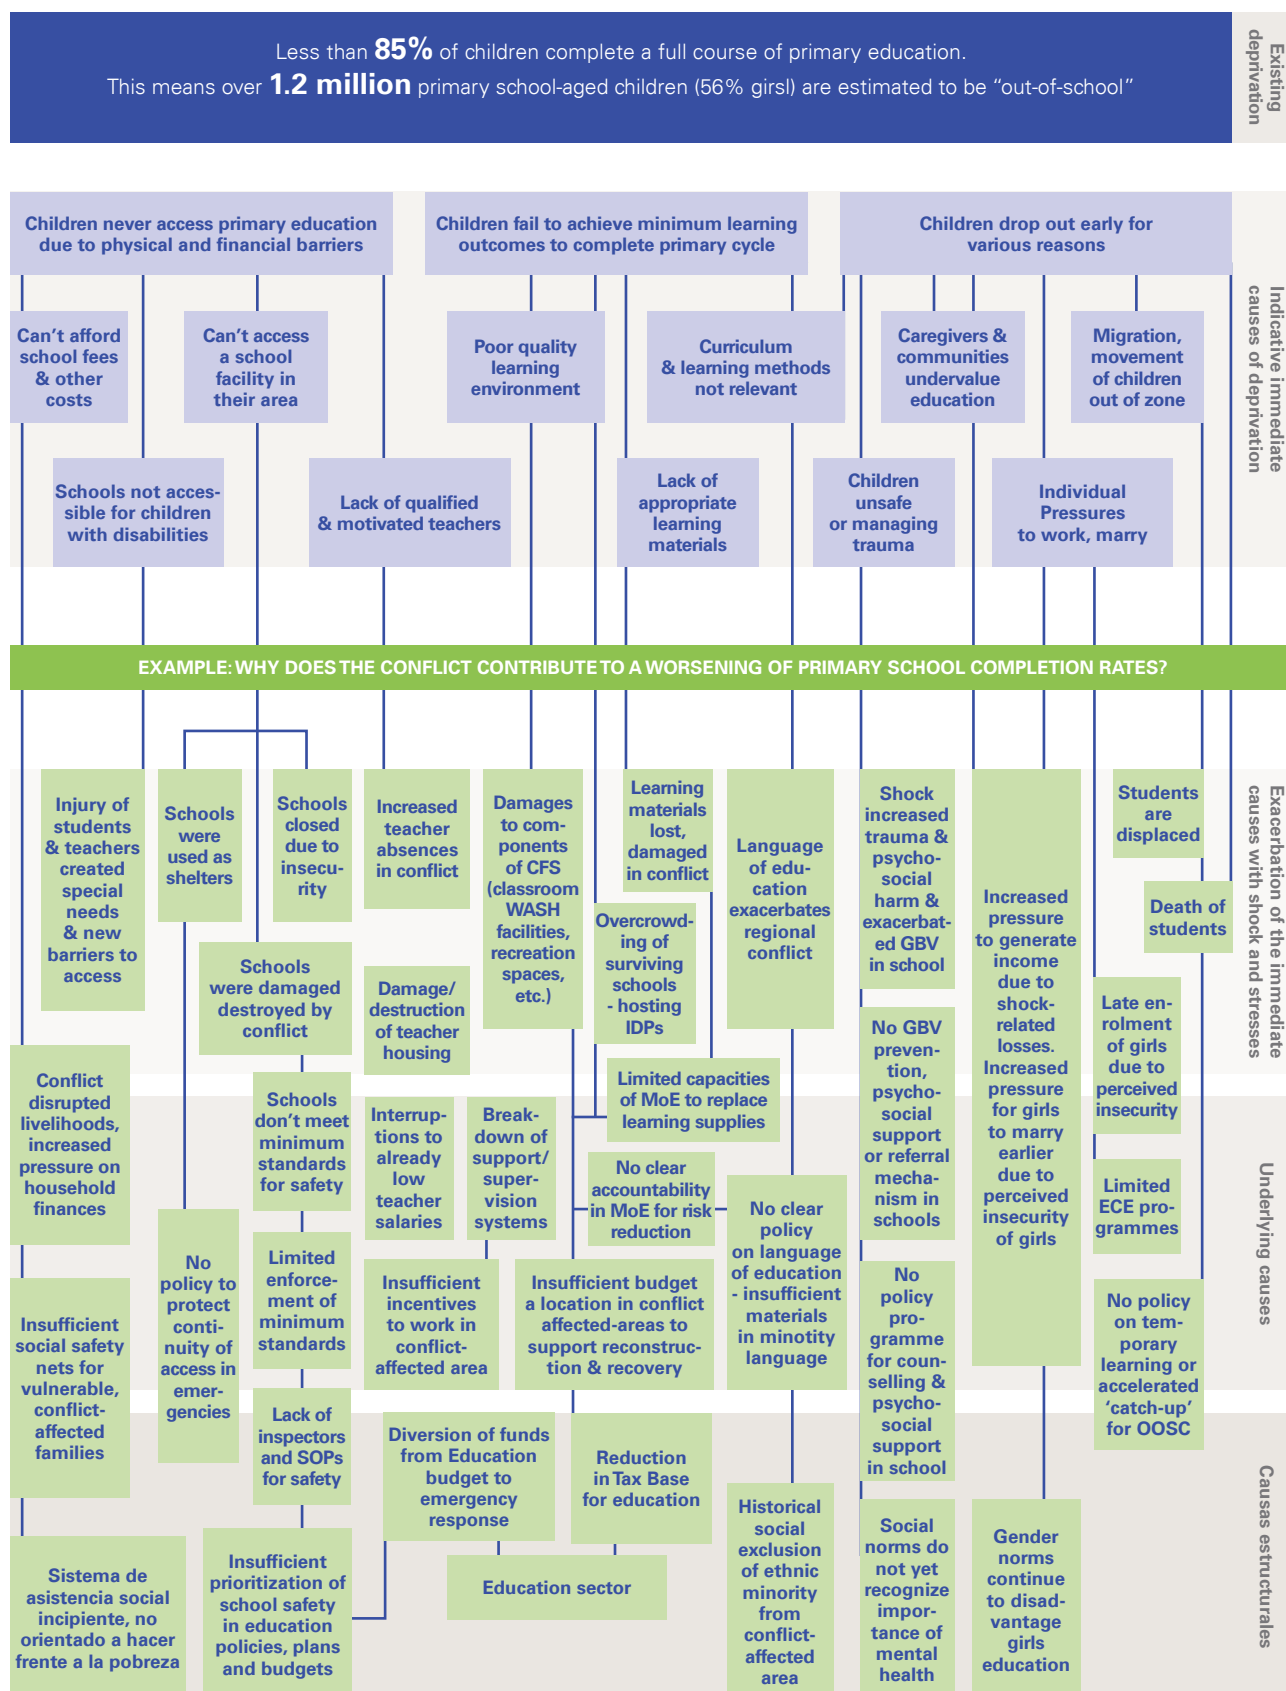 Less than 85% of children complete a full course of primary education.
This means over 1.2 million primary school-aged children (56% girsl) are estimated to be “out-of-school”
Existing
deprivation
Children never access primary education
due to physical and financial barriers
Children fail to achieve minimum learning
outcomes to complete primary cycle
Children drop out early for
various reasons
Indicative immediate
causes of deprivation
Can’t afford
school fees
& other
costs
Can’t access
a school
facility in
their area
Poor quality
learning
environment
Curriculum
& learning methods
not relevant
Caregivers &
communities
undervalue
education
Migration,
movement
of children
out of zone
Schools not acces-
sible for children
with disabilities
Lack of qualified
& motivated teachers
Lack of
appropriate
learning
materials
Children
unsafe
or managing
trauma
Individual
Pressures
to work, marry
EXAMPLE: WHY DOES THE CONFLICT CONTRIBUTE TO A WORSENING OF PRIMARY SCHOOL COMPLETION RATES?
Exacerbation of the immediate
causes with shock and stresses
Injury of
students
& teachers
created
special
needs
& new
barriers to
access
Schools
were
used as
shelters
Schools
closed
due to
insecu-
rity
Increased
teacher
absences
in conflict
Damages
to com-
ponents
of CFS
(classroom
WASH
facilities,
recreation
spaces,
etc.)
Learning
materials
lost,
damaged
in conflict
Language
of edu-
cation
exacerbates
regional
conflict
Shock
increased
trauma &
psycho-
social
harm &
exacerbat-
ed GBV
in school
Increased
pressure
to generate
income
due to
shock-
related
losses.
Increased
pressure
for girls
to marry
earlier
due to
perceived
insecurity
of girls
Students
are
displaced
Death of
students
Overcrowd-
ing of
surviving
schools
- hosting
IDPs
Schools
were damaged
destroyed by
conflict
Damage/
destruction
of teacher
housing
Late en-
rolment
of girls
due to
perceived
insecurity
No GBV
preven-
tion,
psycho-
social
support
or referral
mecha-
nism in
schools
Conflict
disrupted
livelihoods,
increased
pressure on
household
finances
Limited capacities
of MoE to replace
learning supplies
Underlying causes
Schools
don’t meet
minimum
standards
for safety
Interrup-
tions to
already
low
teacher
salaries
Break-
down of
support/
super-
vision
systems
No clear
accountability
in MoE for risk
reduction
Limited
ECE pro-
grammes
No clear
policy
on language
of education
- insufficient
materials
in minotity
language
No
policy to
protect
conti-
nuity of
access in
emer-
gencies
Limited
enforce-
ment of
minimum
standards
Insufficient
incentives
to work in
conflict-
affected area
Insufficient budget
a location in conflict
affected-areas to
support reconstruc-
tion & recovery
No
policy
pro-
gramme
for coun-
selling &
psycho-
social
support
in school
No policy
on tem-
porary
learning or
accelerated
‘catch-up’
for OOSC
Insufficient
social safety
nets for
vulnerable,
conflict-
affected
families
Lack of
inspectors
and SOPs
for safety
Diversion of funds
from Education
budget to
emergency
response
Reduction
in Tax Base
for education
Causas estructurales
Historical
social
exclusion
of ethnic
minority
from
conflict-
affected
area
Social
norms do
not yet
recognize
impor-
tance of
mental
health
Gender
norms
continue
to disad-
vantage
girls
education
Sistema de
asistencia social
incipiente, no
orientado a hacer
frente a la pobreza
Insufficient
prioritization of
school safety
in education
policies, plans
and budgets
Education sector